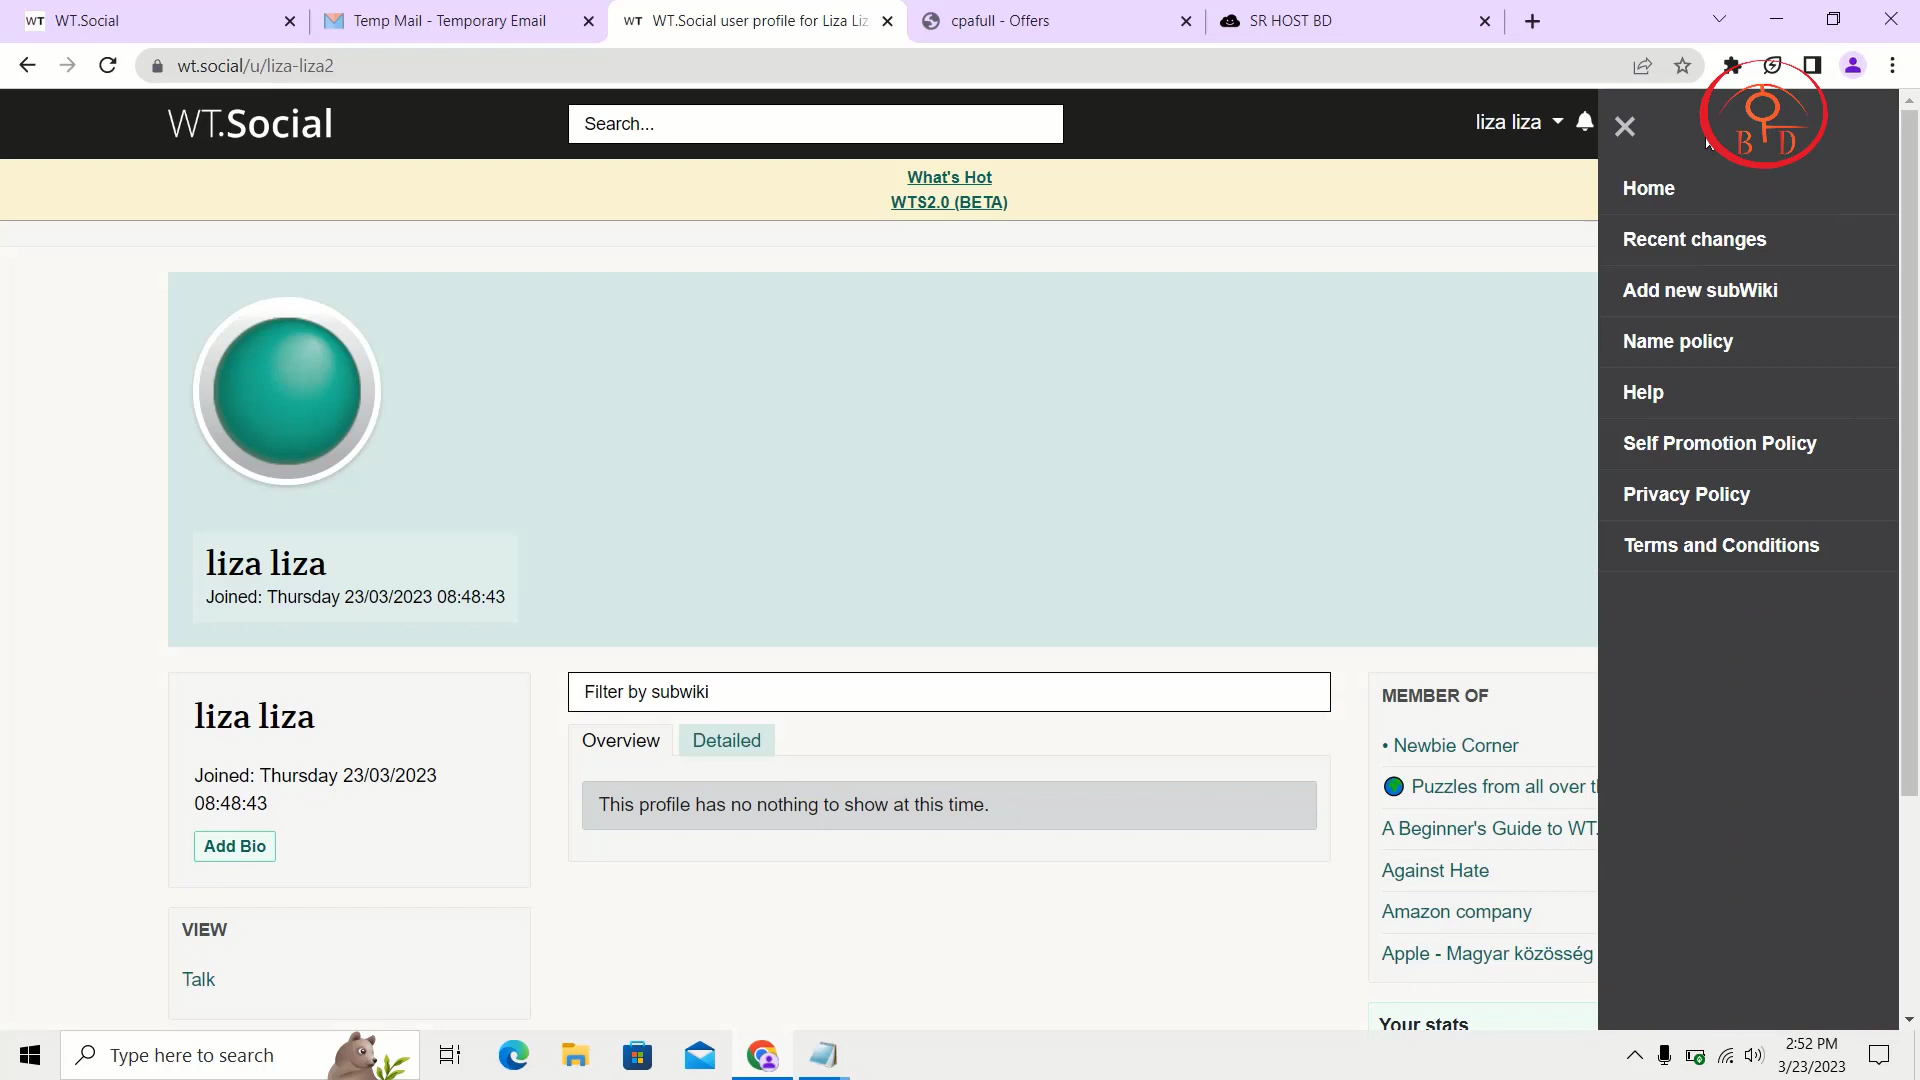 WT WT.Social
Temp Mail - Temporary Email
WT WT.Social user profile for Liza Liz
cpafull - Offers
SR HOST BD
wt.social/u/liza-liza2
WT.Social
Search...
liza liza
B D
What's Hot
WTS2.0 (BETA)
Home
Recent changes
Add new subWiki
Name policy
Help
Self Promotion Policy
Privacy Policy
Terms and Conditions
liza liza
Joined: Thursday 23/03/2023 08:48:43
liza liza
Joined: Thursday 23/03/2023
08:48:43
Add Bio
VIEW
Talk
Filter by subwiki
Overview Detailed
This profile has no nothing to show at this time.
MEMBER OF
• Newbie Corner
Puzzles from all over
A Beginner's Guide to WT.
Against Hate
Amazon company
Apple - Magyar közösség
Your stats
Type here to search
2:52 PM
3/23/2023